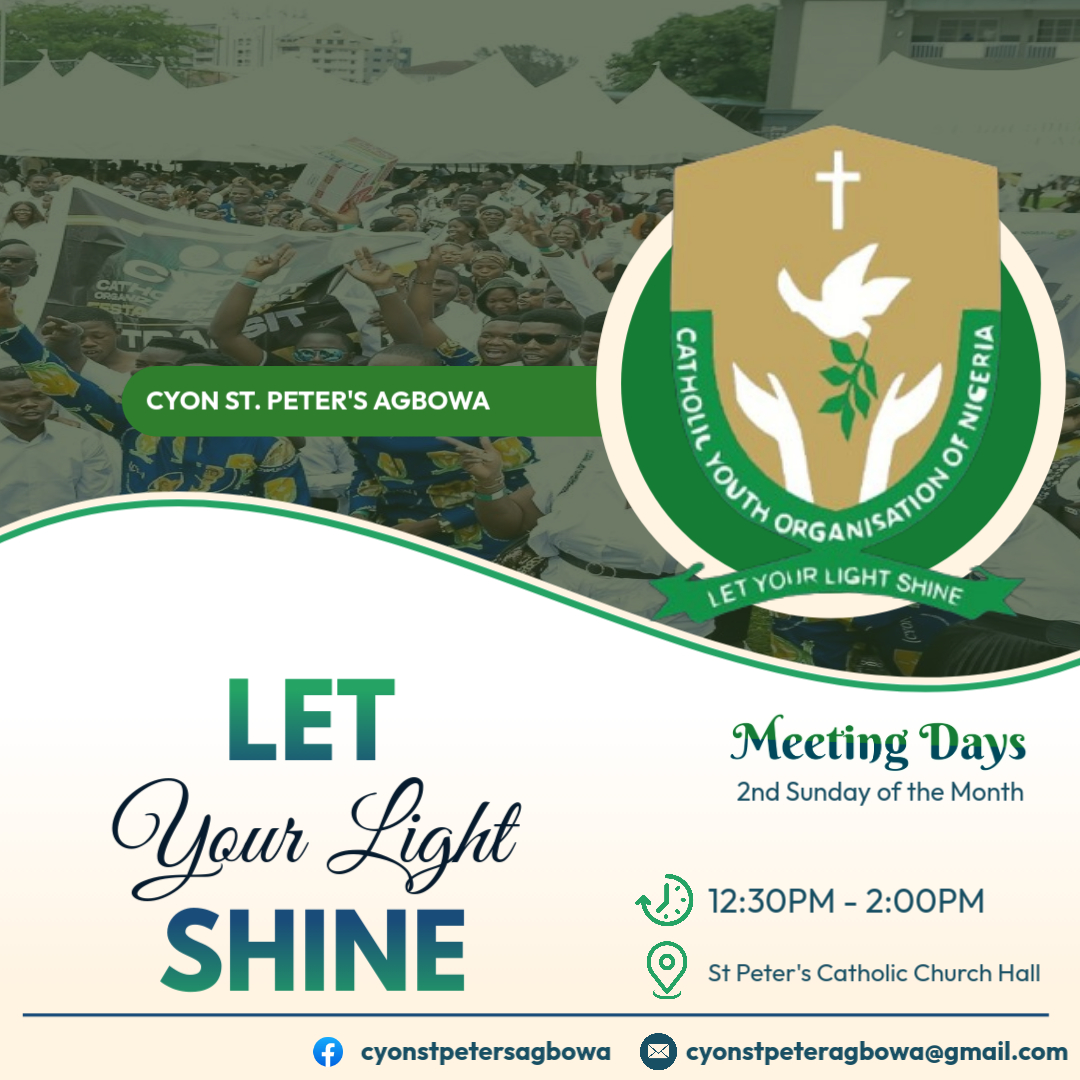 CYON ST. PETER'S AGBOWA
CATHOLIC YOUTH ORGANISATION OF NIGERIA
LET YOUR LIGHT SHINE
LET
Your Light
SHINE
Meeting Days
2nd Sunday of the Month
12:30PM - 2:00PM
St Peter's Catholic Church Hall
cyonstpetersagbowa
cyonstpeteragbowa@gmail.com